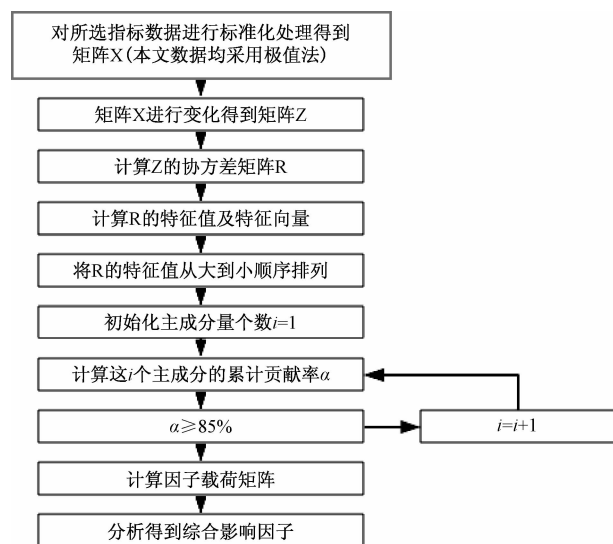 对所选指标数据进行标准化处理得到
矩阵X(本文数据均采用极值法)
矩阵X进行变化得到矩阵Z
计算Z的协方差矩阵R
计算R的特征值及特征向量
将R的特征值从大到小顺序排列
初始化主成分量个数i=1
计算这i个主成分的累计贡献率α
α≥85%
i=i+1
计算因子载荷矩阵
分析得到综合影响因子